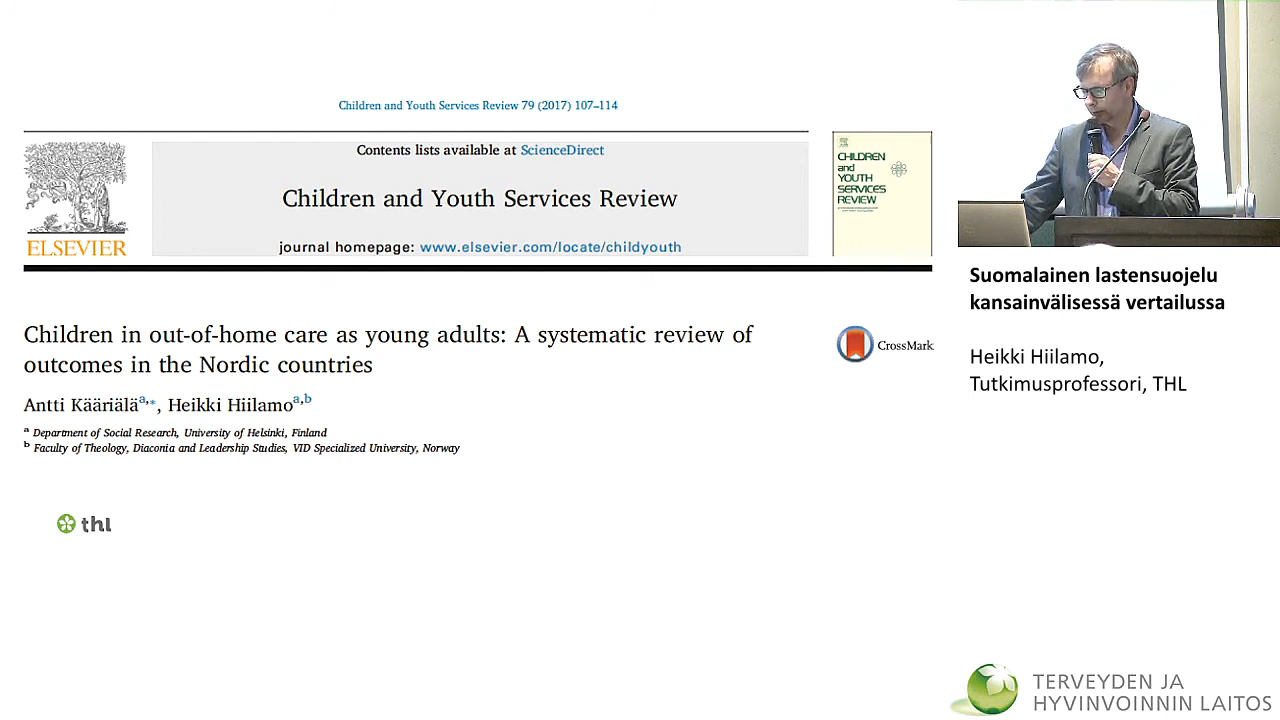 Children and Youth Services Review 79 (2017) 107–114
Contents lists available at ScienceDirect
Children and Youth Services Review
journal homepage: www.elsevier.com/locate/childyouth
ELSEVIER
CHILDREN
and
YOUTH
SERVICES
REVIEW
Children in out-of-home care as young adults: A systematic review of
outcomes in the Nordic countries
CrossMark
Antti Kääriälä a,*, Heikki Hiilamo a,b
a Department of Social Research, University of Helsinki, Finland
b Faculty of Theology, Diaconia and Leadership Studies, VID Specialized University, Norway
thl
Suomalainen lastensuojelu
kansainvälisessä vertailussa
Heikki Hiilamo,
Tutkimusprofessori, THL
TERVEYDEN JA
HYVINVOINNIN LAITOS